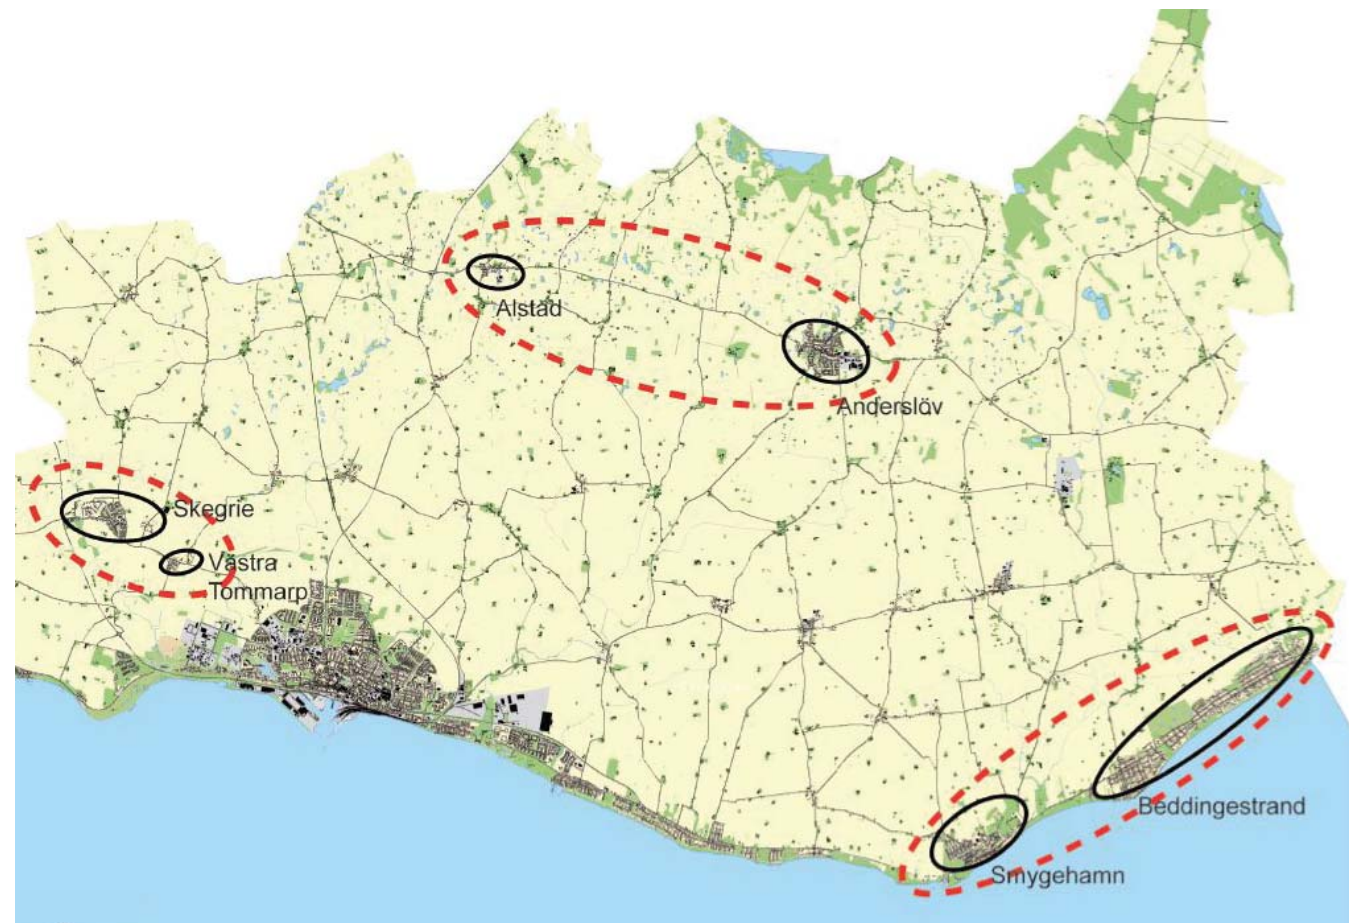 Alstad
Anderslöv
Skegrie
Västra
Tommarp
Beddingestrand
Smygehamn